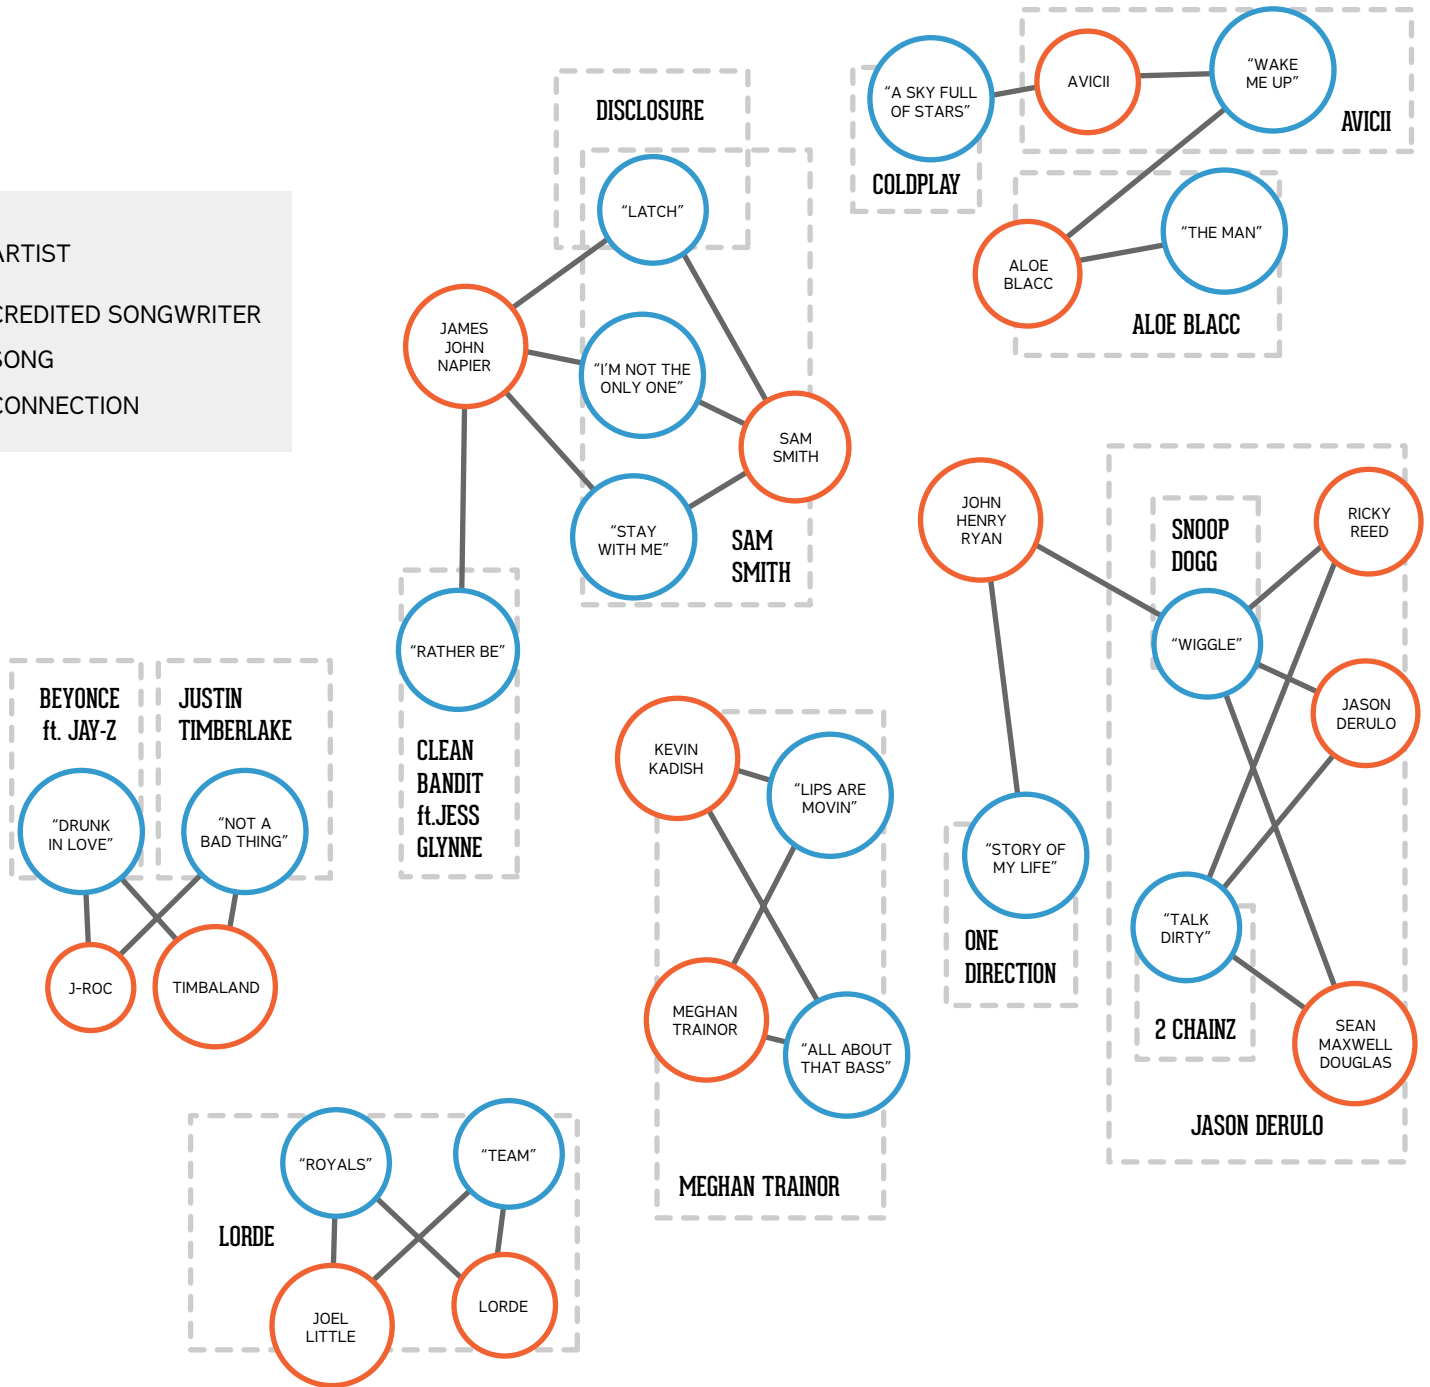 ARTIST
CREDITED SONGWRITER
SONG
CONNECTION
DISCLOSURE
“LATCH”
JAMES
JOHN
NAPIER
“I’M NOT THE
ONLY ONE”
SAM
SMITH
“STAY
WITH ME”
SAM
SMITH
“RATHER BE”
CLEAN
BANDIT
ft.JESS
GLYNNE
“A SKY FULL
OF STARS”
COLDPLAY
AVICII
“WAKE
ME UP”
AVICII
ALOE
BLACC
“THE MAN”
ALOE BLACC
JOHN
HENRY
RYAN
SNOOP
DOGG
“WIGGLE”
RICKY
REED
JASON
DERULO
“STORY OF
MY LIFE”
ONE
DIRECTION
“TALK
DIRTY”
2 CHAINZ
SEAN
MAXWELL
DOUGLAS
JASON DERULO
BEYONCE
ft. JAY-Z
JUSTIN
TIMBERLAKE
“DRUNK
IN LOVE”
“NOT A
BAD THING”
J-ROC
TIMBALAND
KEVIN
KADISH
“LIPS ARE
MOVIN”
MEGHAN
TRAINOR
“ALL ABOUT
THAT BASS”
MEGHAN TRAINOR
“ROYALS”
“TEAM”
LORDE
JOEL
LITTLE
LORDE